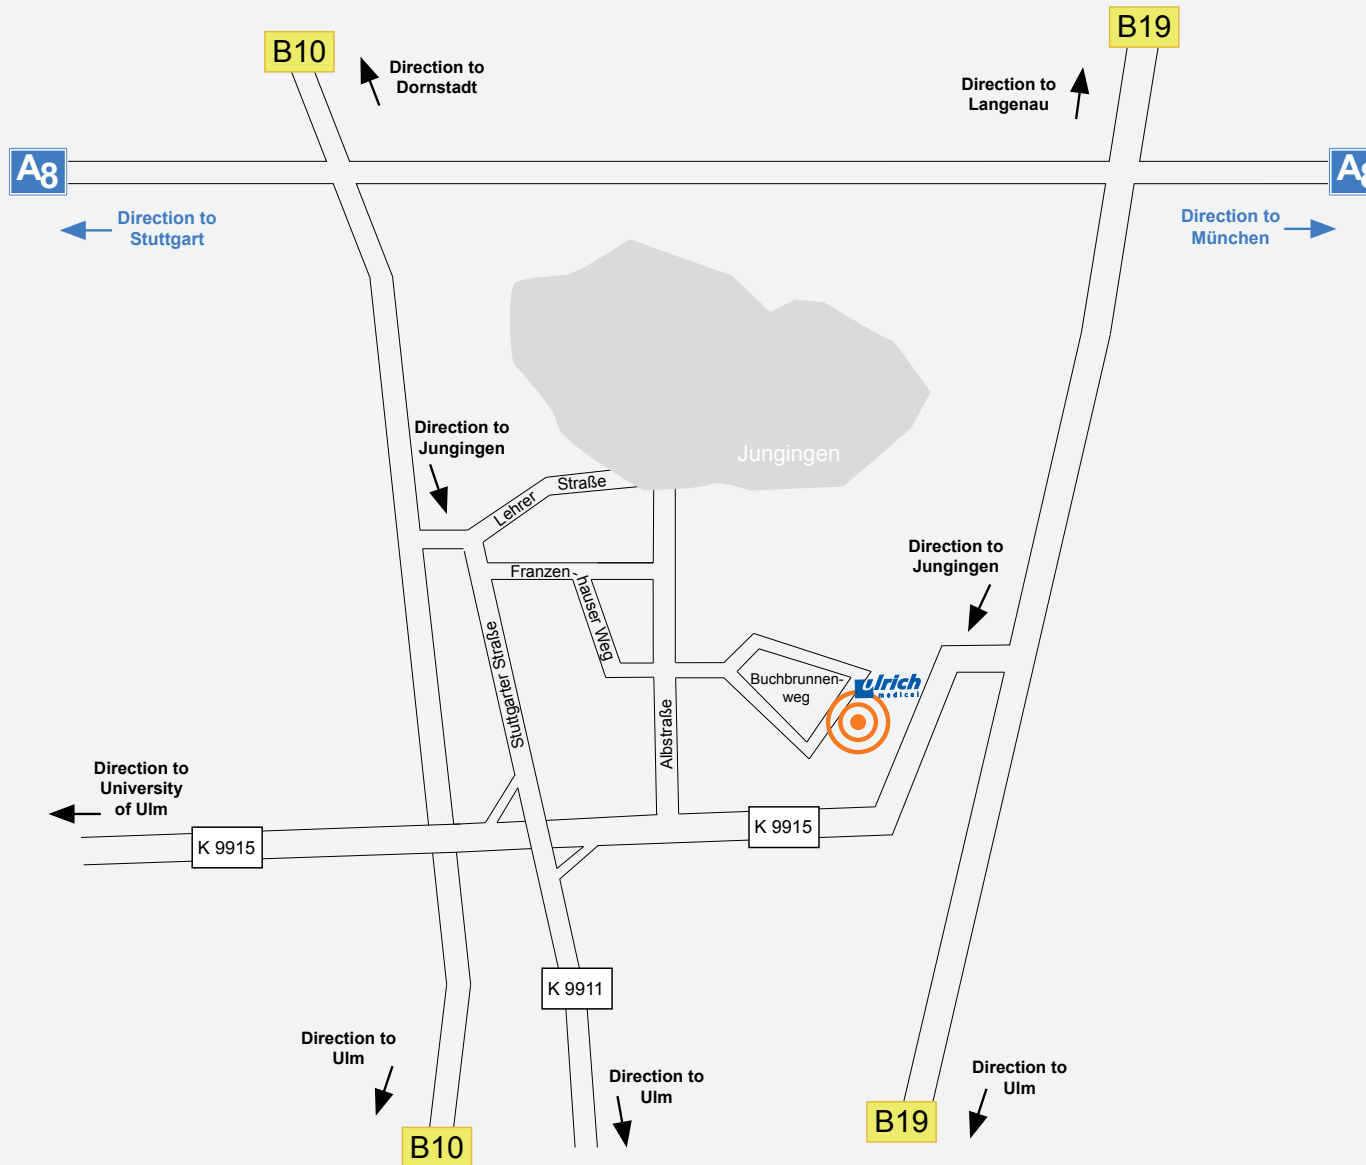 B10
B19
Direction to
Dornstadt
Direction to
Langenau
A8
A8
Direction to
Stuttgart
Direction to
München
Jungingen
Direction to
Jungingen
Lehrer Straße
Franzen-
hauser Weg
Direction to
Jungingen
Stuttgarter Straße
Albstraße
Buchbrunnen-
weg
ulrich
medical
Direction to
University
of Ulm
K 9915
K 9915
K 9911
Direction to
Ulm
Direction to
Ulm
Direction to
Ulm
B10
B19